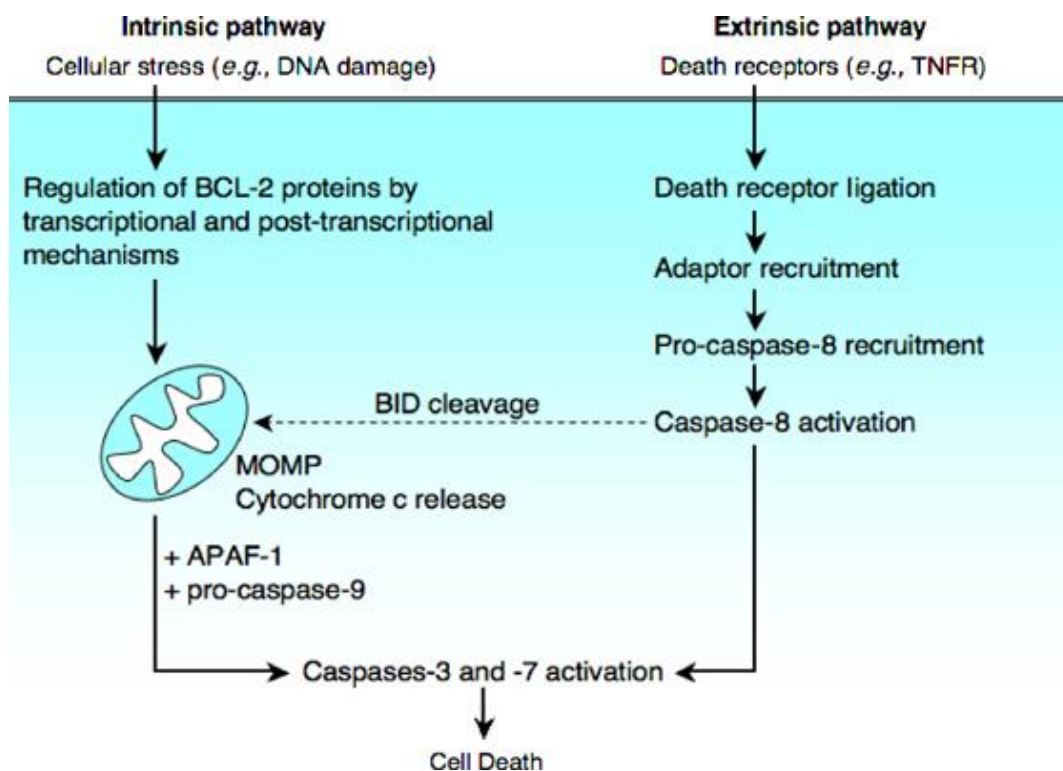 Intrinsic pathway
Cellular stress (e.g., DNA damage)
Extrinsic pathway
Death receptors (e.g., TNFR)
Regulation of BCL-2 proteins by
transcriptional and post-transcriptional
mechanisms
Death receptor ligation
Adaptor recruitment
Pro-caspase-8 recruitment
BID cleavage
Caspase-8 activation
MOMP
Cytochrome c release
+ APAF-1
+ pro-caspase-9
Caspases-3 and -7 activation
Cell Death